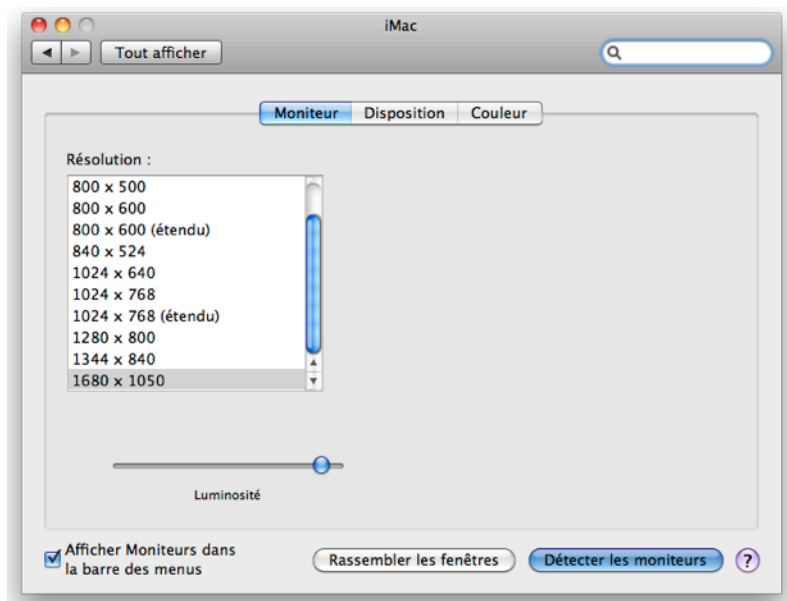 iMac
Tout afficher
Moniteur Disposition Couleur
Résolution :
800 x 500
800 x 600
800 x 600 (étendu)
840 x 524
1024 x 640
1024 x 768
1024 x 768 (étendu)
1280 x 800
1344 x 840
1680 x 1050
Luminosité
Afficher Moniteurs dans
la barre des menus
Rassembler les fenêtres Détecter les moniteurs ?